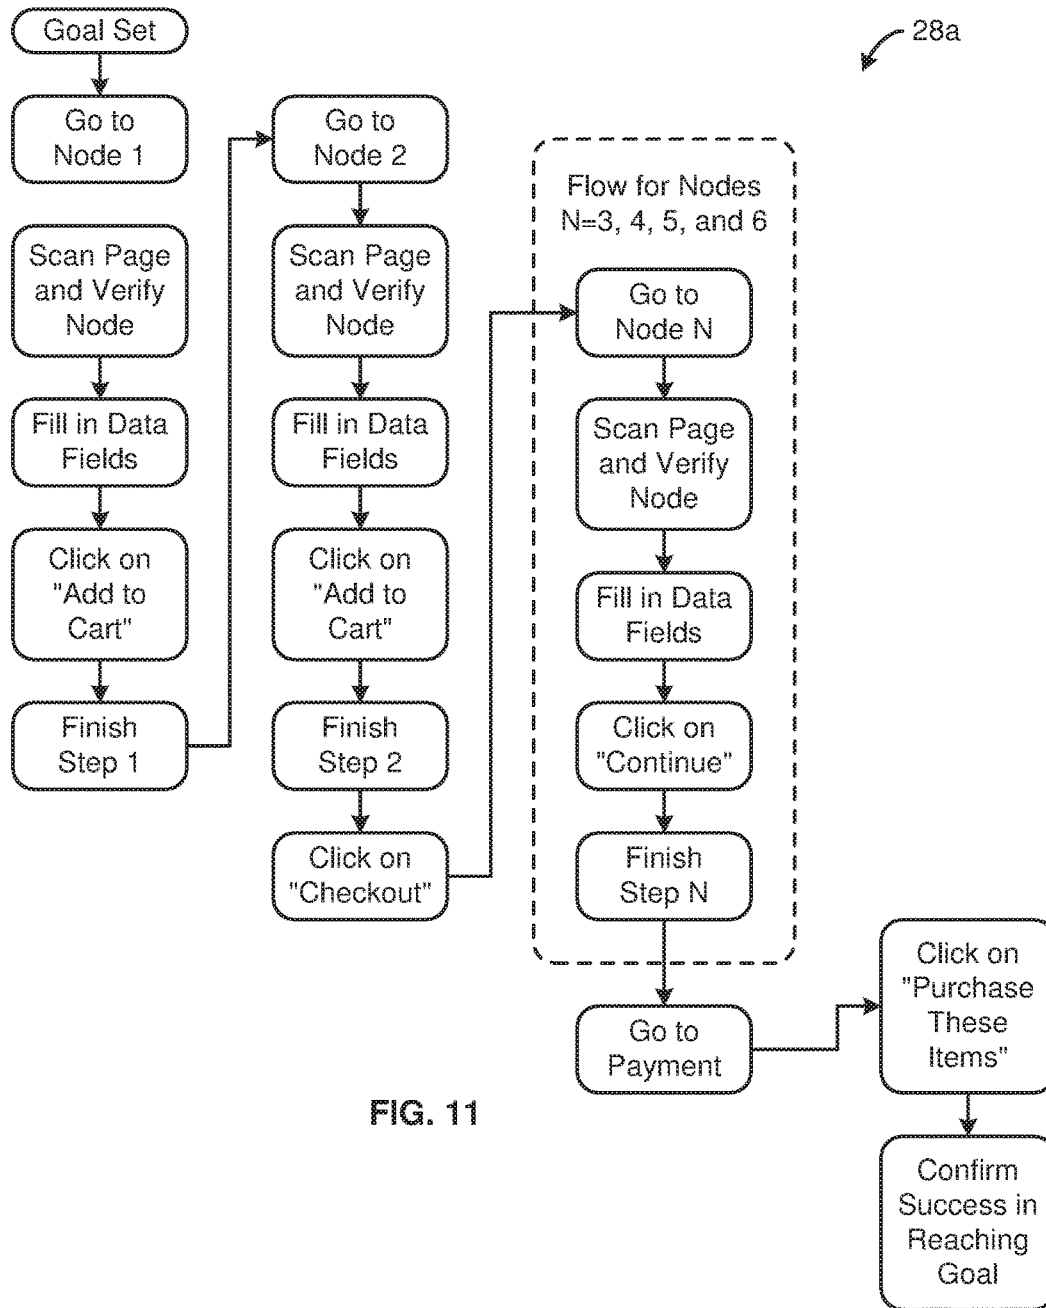 Goal Set
28a
Go to
Node 1
Scan Page
and Verify
Node
Fill in Data
Fields
Click on
"Add to
Cart"
Finish
Step 1
Go to
Node 2
Scan Page
and Verify
Node
Fill in Data
Fields
Click on
"Add to
Cart"
Finish
Step 2
Click on
"Checkout"
Flow for Nodes
N=3, 4, 5, and 6
Go to
Node N
Scan Page
and Verify
Node
Fill in Data
Fields
Click on
"Continue"
Finish
Step N
Go to
Payment
Click on
"Purchase
These
Items"
Confirm
Success in
Reaching
Goal
FIG. 11